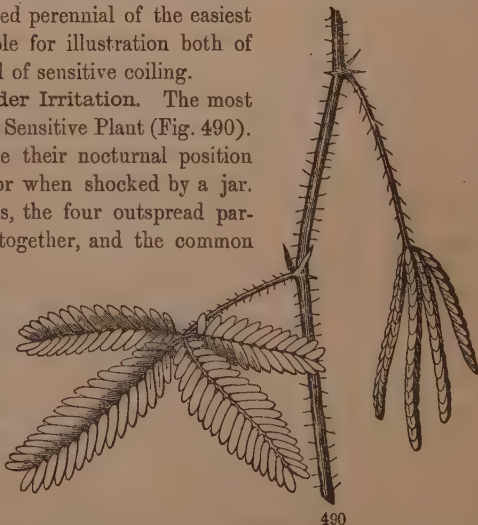 ed perennial of the easiest
ble for illustration both of
l of sensitive coiling.
der Irritation. The most
Sensitive Plant (Fig. 490).
e their nocturnal position
or when shocked by a jar.
s, the four outspread par-
together, and the common
490